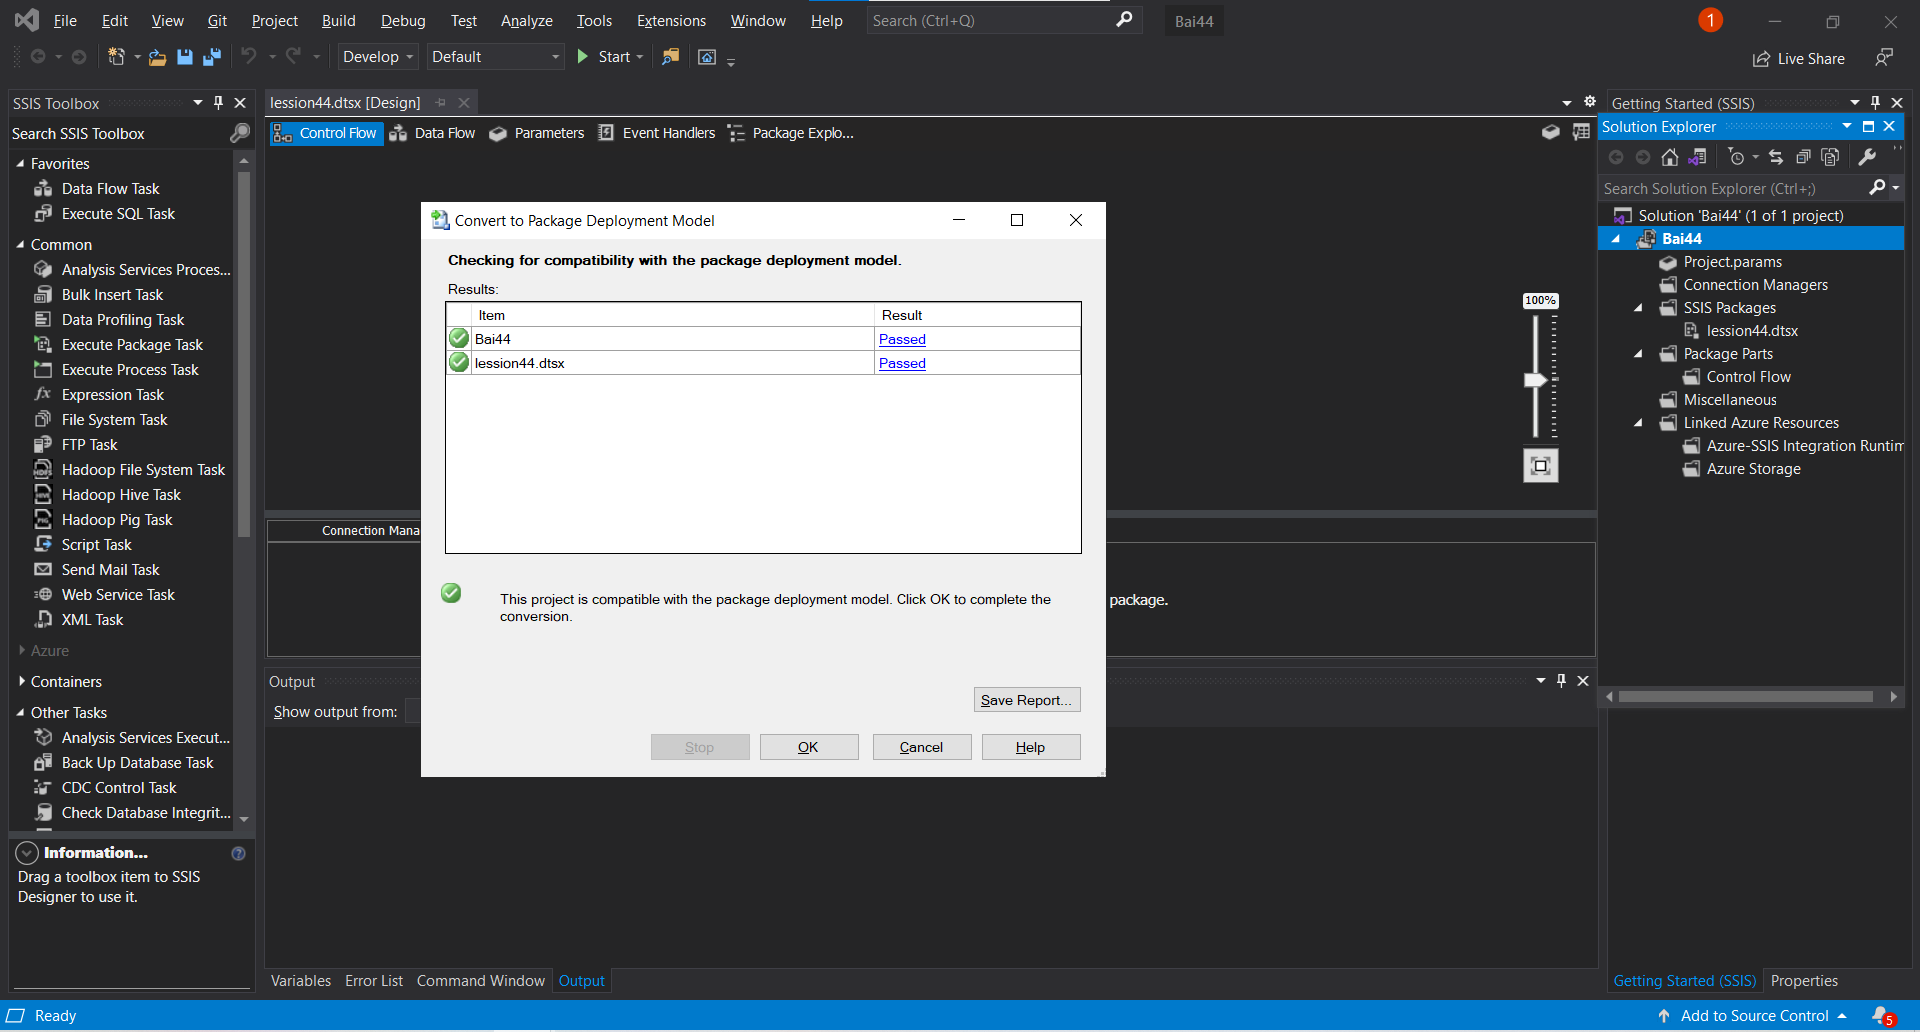 File Edit View Git Project Build Debug Test Analyze Tools Extensions Window Help Search (Ctrl+Q) Bai44 1
Develop Default Start Live Share
SSIS Toolbox
Search SSIS Toolbox
Favorites
Data Flow Task
Execute SQL Task
Common
Analysis Services Proces...
Bulk Insert Task
Data Profiling Task
Execute Package Task
Execute Process Task
Expression Task
File System Task
FTP Task
Hadoop File System Task
Hadoop Hive Task
Hadoop Pig Task
Script Task
Send Mail Task
Web Service Task
XML Task
Azure
Containers
Other Tasks
Analysis Services Execut...
Back Up Database Task
CDC Control Task
Check Database Integrit...
Information...
Drag a toolbox item to SSIS
Designer to use it.
lession44.dtsx [Design]
Control Flow Data Flow Parameters Event Handlers Package Explo...
100%
Connection Mana
package.
Convert to Package Deployment Model
Checking for compatibility with the package deployment model.
Results:
Item Result
Bai44 Passed
lession44.dtsx Passed
This project is compatible with the package deployment model. Click OK to complete the
conversion.
Save Report...
Stop OK Cancel Help
Output
Show output from:
Variables Error List Command Window Output
Getting Started (SSIS)
Solution Explorer
Search Solution Explorer (Ctrl+;)
Solution 'Bai44' (1 of 1 project)
Bai44
Project.params
Connection Managers
SSIS Packages
lession44.dtsx
Package Parts
Control Flow
Miscellaneous
Linked Azure Resources
Azure-SSIS Integration Runtim
Azure Storage
Getting Started (SSIS) Properties
Ready Add to Source Control 5